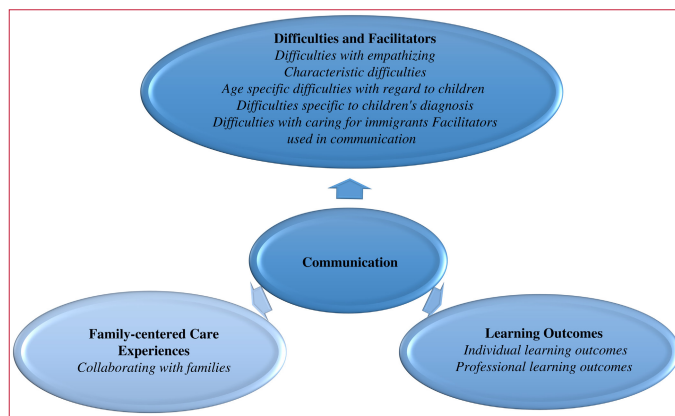 Difficulties and Facilitators
Difficulties with empathizing
Characteristic difficulties
Age specific difficulties with regard to children
Difficulties specific to children's diagnosis
Difficulties with caring for immigrants Facilitators
used in communication
Communication
Family-centered Care
Experiences
Collaborating with families
Learning Outcomes
Individual learning outcomes
Professional learning outcomes